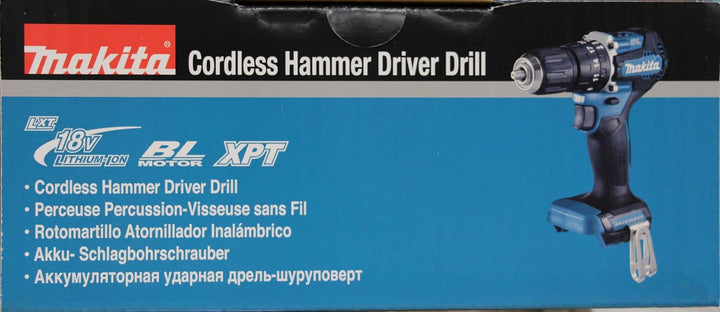 Makita®
Cordless Hammer Driver Drill
LXT
18V
LITHIUM-ION
BL
MOTOR
XPT
• Cordless Hammer Driver Drill
• Perceuse Percussion-Visseuse sans Fil
• Rotomartillo Atornillador Inalámbrico
• Akku- Schlagbohrschrauber
• Аккумуляторная ударная дрель-шуруповерт
makita